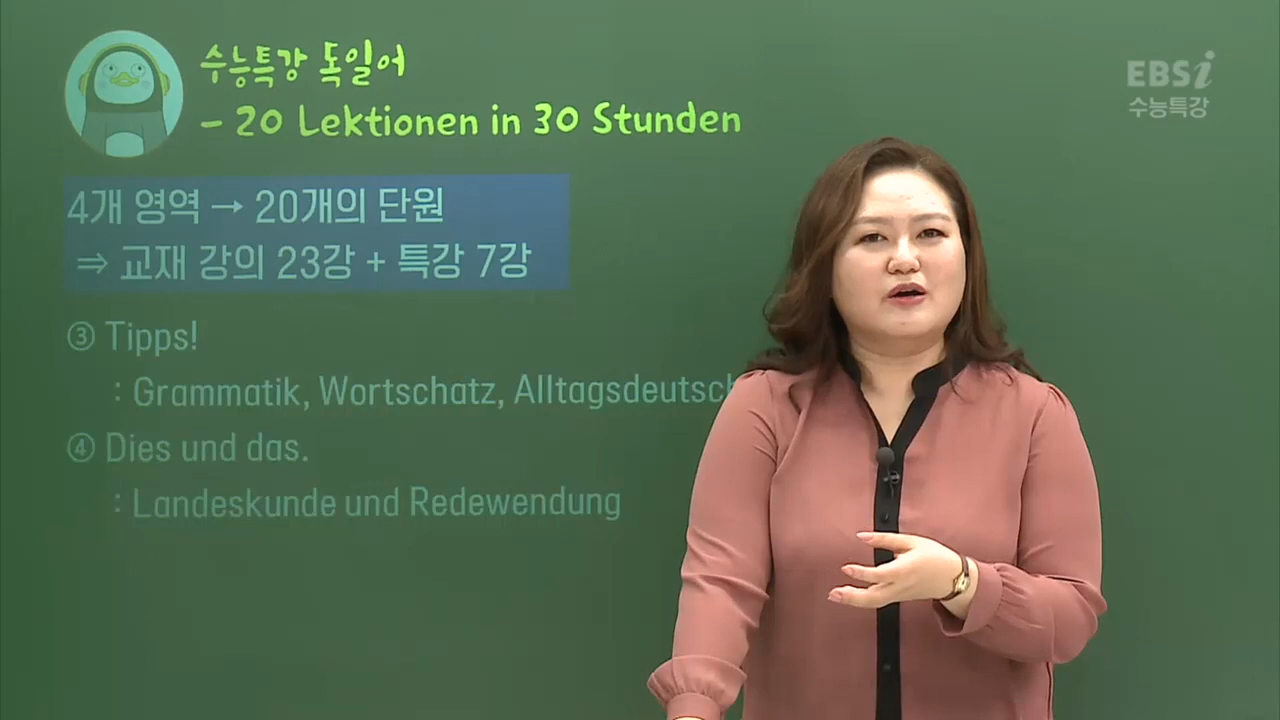 수능특강 독일어
- 20 Lektionen in 30 Stunden
EBSi
수능특강
4개 영역 → 20개의 단원
⇒ 교재 강의 23강 + 특강 7강
③ Tipps!
: Grammatik, Wortschatz, Alltagsdeutsch
④ Dies und das.
: Landeskunde und Redewendung